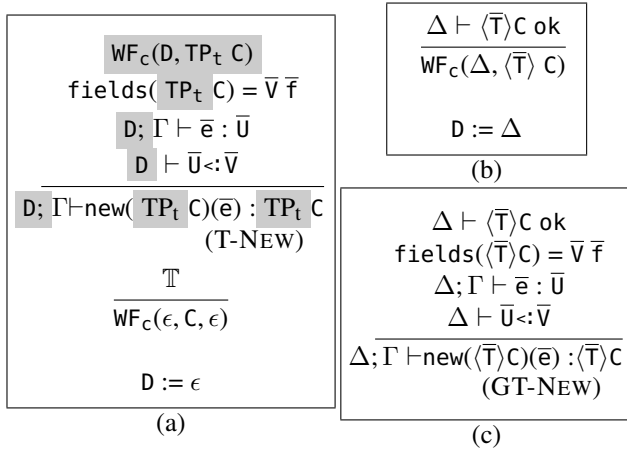 WF_c(D, TP_t C)
fields( TP_t C) = V̅ f̅
D; Γ ⊢ e̅ : U̅
D ⊢ U̅ <: V̅
D; Γ⊢new( TP_t C)(e̅) : TP_t C
(T-NEW)
𝕋
WF_c(ϵ, C, ϵ)
D := ϵ
(a)
Δ ⊢ ⟨T̅⟩C ok
WF_c(Δ, ⟨T̅⟩ C)
D := Δ
(b)
Δ ⊢ ⟨T̅⟩C ok
fields(⟨T̅⟩C) = V̅ f̅
Δ; Γ ⊢ e̅ : U̅
Δ ⊢ U̅<:V̅
Δ; Γ ⊢new(⟨T̅⟩C)(e̅) :⟨T̅⟩C
(GT-NEW)
(c)